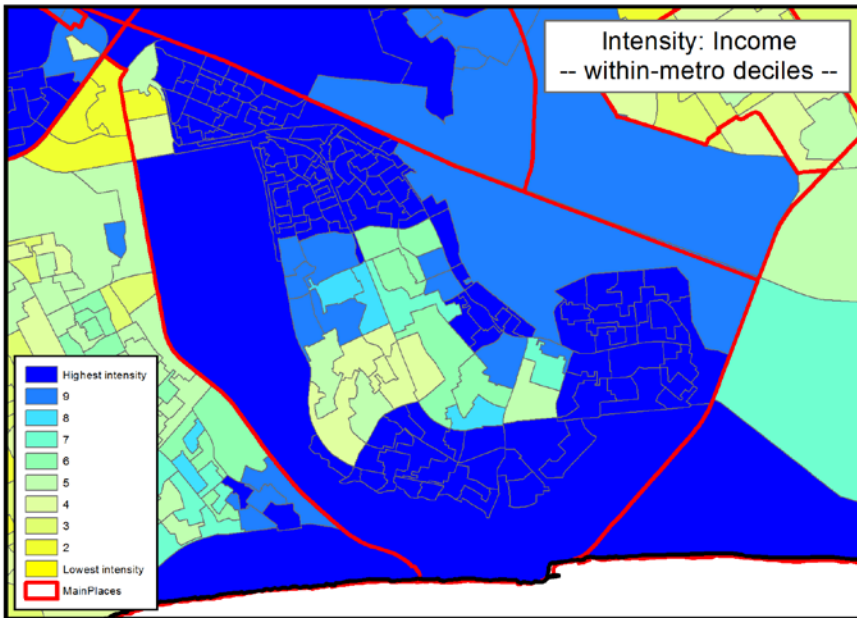 Intensity: Income
-- within-metro deciles --
Highest intensity
9
8
7
6
5
4
3
2
Lowest intensity
MainPlaces